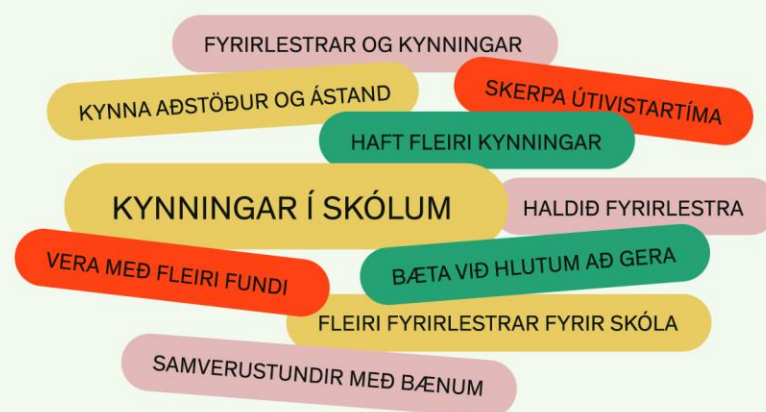 FYRIRLESTRAR OG KYNNINGAR
KYNNA AÐSTÖÐUR OG ÁSTAND
SKERPA ÚTIVISTARTÍMA
HAFT FLEIRI KYNNINGAR
KYNNINGAR Í SKÓLUM
HALDIÐ FYRIRLESTRA
VERA MEÐ FLEIRI FUNDI
BÆTA VIÐ HLUTUM AÐ GERA
FLEIRI FYRIRLESTRAR FYRIR SKÓLA
SAMVERUSTUNDIR MEÐ BÆNUM